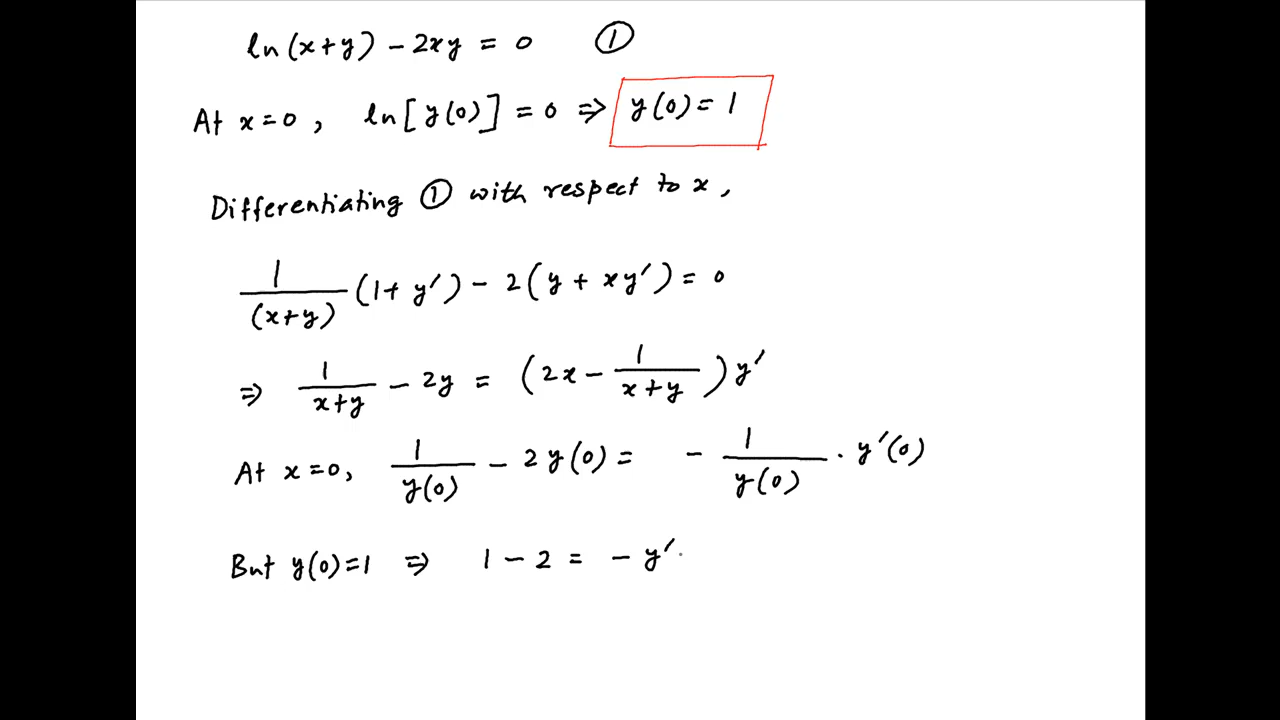 ln(x+y) - 2xy = 0 ①
At x=0, ln[y(0)] = 0 ⇒ y(0) = 1
Differentiating ① with respect to x,
1/(x+y) (1+ y′) - 2(y + xy′) = 0
⇒ 1/(x+y) - 2y = (2x - 1/(x+y)) y′
At x=0, 1/y(0) - 2y(0) = - 1/y(0) · y′(0)
But y(0)=1 ⇒ 1 - 2 = - y′